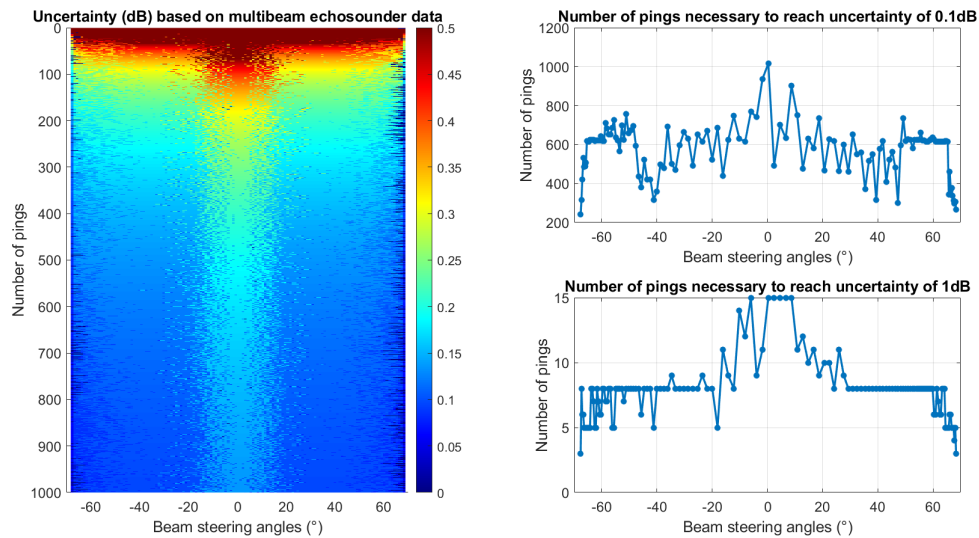 Uncertainty (dB) based on multibeam echosounder data
0
100
200
300
400
500
600
700
800
900
1000
Number of pings
-60 -40 -20 0 20 40 60
Beam steering angles (°)
0.5
0.45
0.4
0.35
0.3
0.25
0.2
0.15
0.1
0.05
0
Number of pings necessary to reach uncertainty of 0.1dB
1200
1000
800
600
400
200
Number of pings
-60 -40 -20 0 20 40 60
Beam steering angles (°)
Number of pings necessary to reach uncertainty of 1dB
15
10
5
0
Number of pings
-60 -40 -20 0 20 40 60
Beam steering angles (°)